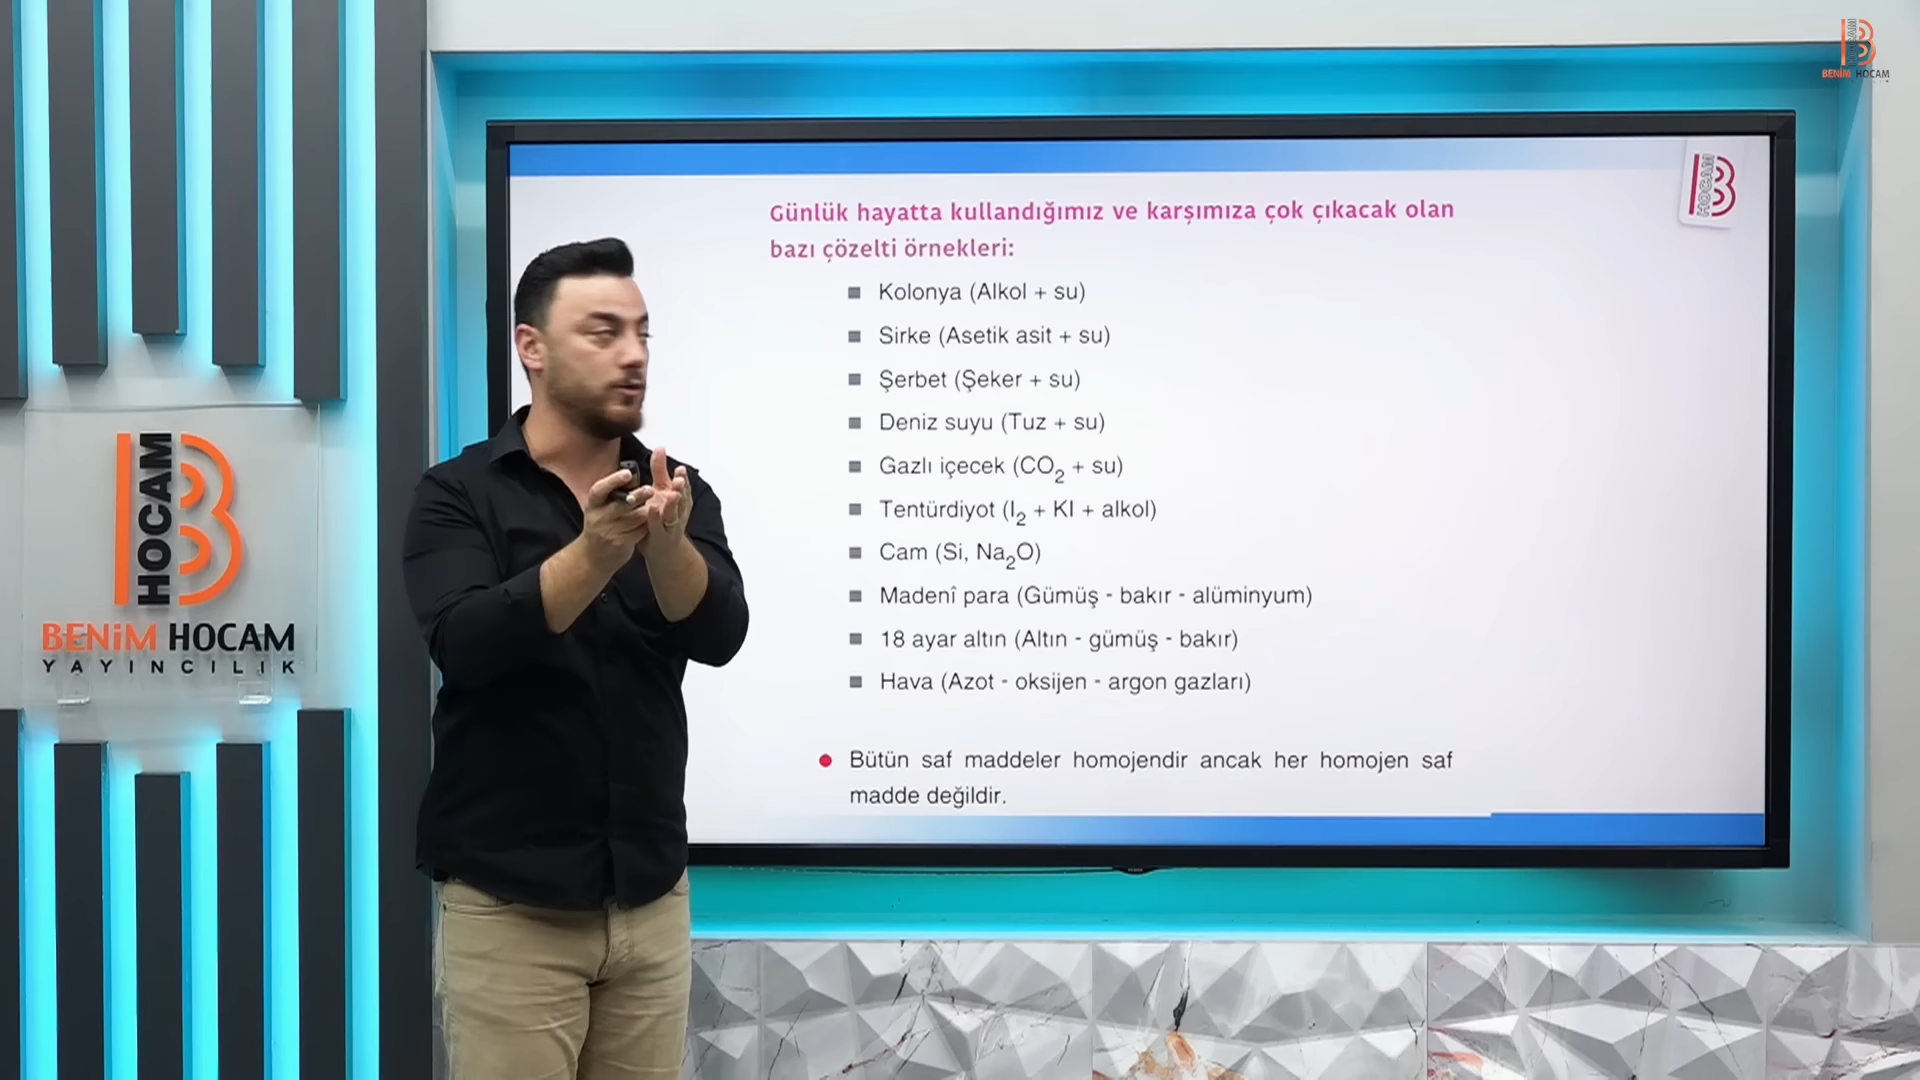 BENİM HOCAM
HOCAM
Günlük hayatta kullandığımız ve karşımıza çok çıkacak olan
bazı çözelti örnekleri:
Kolonya (Alkol + su)
Sirke (Asetik asit + su)
Şerbet (Şeker + su)
Deniz suyu (Tuz + su)
Gazlı içecek (CO₂ + su)
Tentürdiyot (I₂ + KI + alkol)
Cam (Si, Na₂O)
Madenî para (Gümüş - bakır - alüminyum)
18 ayar altın (Altın - gümüş - bakır)
Hava (Azot - oksijen - argon gazları)
Bütün saf maddeler homojendir ancak her homojen saf
madde değildir.
HOCAM
BENİM HOCAM
YAYINCILIK